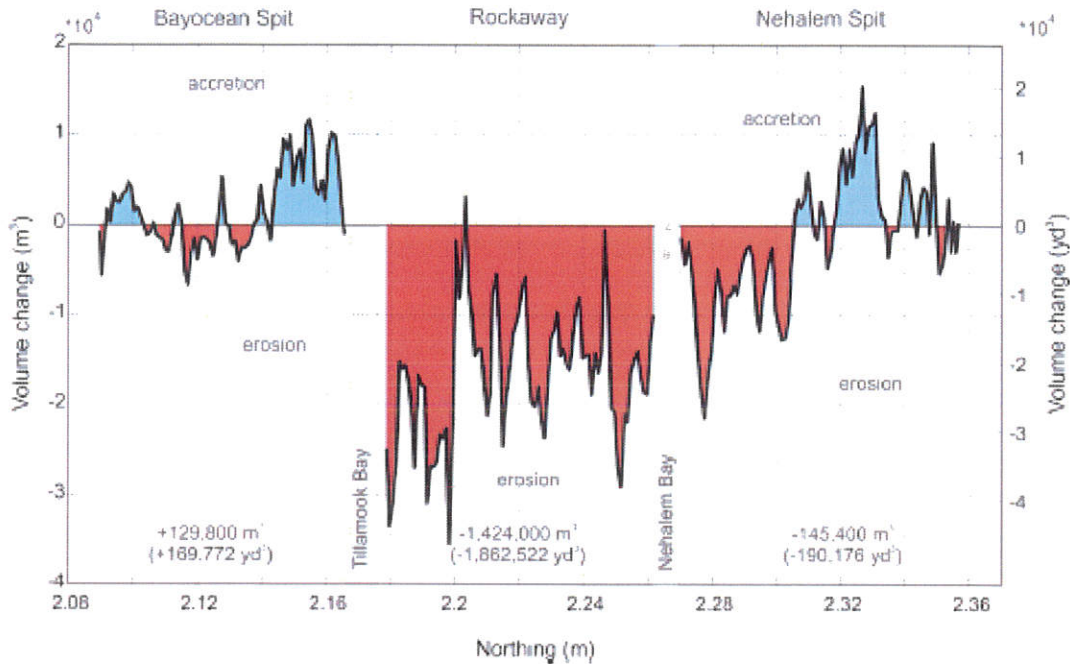 Bayocean Spit
Rockaway
Nehalem Spit
*10⁴
*10⁴
2
1
0
-1
-2
-3
-4
2
1
0
-1
-2
-3
-4
accretion
accretion
erosion
erosion
erosion
Volume change (m³)
Volume change (yd³)
Tillamook Bay
Nehalem Bay
+129.800 m³
(+169.772 yd³)
-1,424.000 m³
(-1,862,522 yd³)
-145.400 m³
(-190.176 yd³)
2.08
2.12
2.16
2.2
2.24
2.28
2.32
2.36
Northing (m)